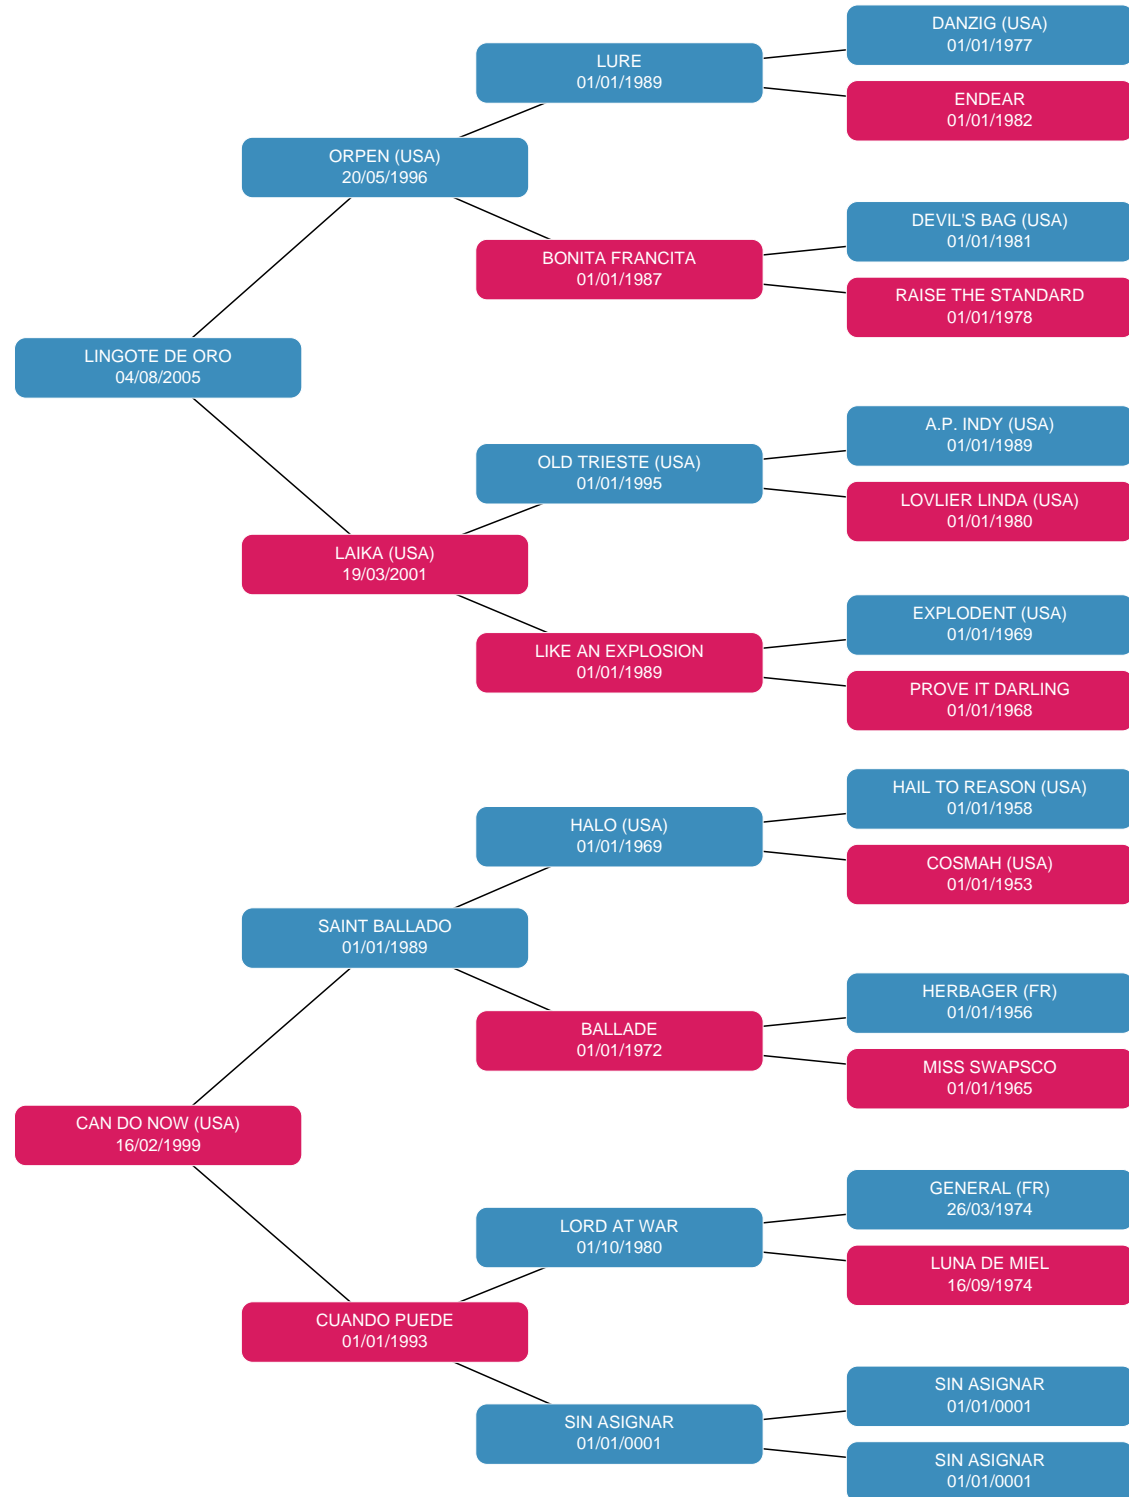 DANZIG (USA)
01/01/1977
LURE
01/01/1989
ENDEAR
01/01/1982
ORPEN (USA)
20/05/1996
DEVIL'S BAG (USA)
01/01/1981
BONITA FRANCITA
01/01/1987
RAISE THE STANDARD
01/01/1978
LINGOTE DE ORO
04/08/2005
A.P. INDY (USA)
01/01/1989
OLD TRIESTE (USA)
01/01/1995
LOVLIER LINDA (USA)
01/01/1980
LAIKA (USA)
19/03/2001
EXPLODENT (USA)
01/01/1969
LIKE AN EXPLOSION
01/01/1989
PROVE IT DARLING
01/01/1968
HAIL TO REASON (USA)
01/01/1958
HALO (USA)
01/01/1969
COSMAH (USA)
01/01/1953
SAINT BALLADO
01/01/1989
HERBAGER (FR)
01/01/1956
BALLADE
01/01/1972
MISS SWAPSCO
01/01/1965
CAN DO NOW (USA)
16/02/1999
GENERAL (FR)
26/03/1974
LORD AT WAR
01/10/1980
LUNA DE MIEL
16/09/1974
CUANDO PUEDE
01/01/1993
SIN ASIGNAR
01/01/0001
SIN ASIGNAR
01/01/0001
SIN ASIGNAR
01/01/0001